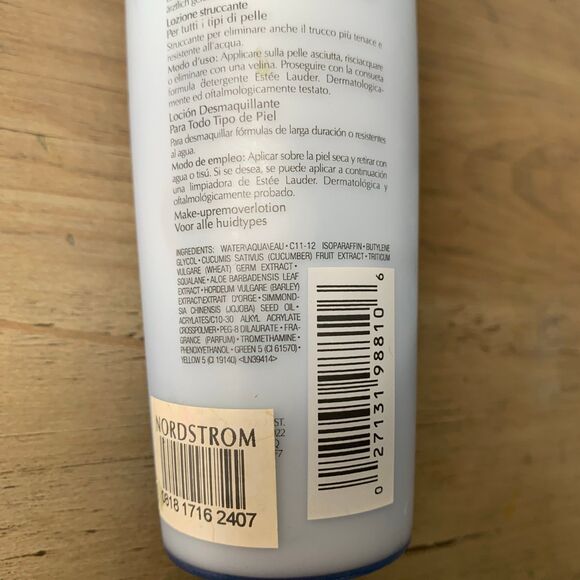 ärztlich
Lozione struccante
Per tutti i tipi di pelle
Struccante per eliminare anche il trucco più tenace e
resistente all'acqua.
Modo d'uso: Applicare sulla pelle asciutta, risciacquare
o eliminare con una velina. Proseguire con la consueta
formula detergente Estée Lauder. Dermatologica-
mente ed oftalmologicamente testato.
Loción Desmaquillante
Para Todo Tipo de Piel
Para desmaquillar fórmulas de larga duración o resistentes
al agua.
Modo de empleo: Aplicar sobre la piel seca y retirar con
agua o tisú. Si se desea, se puede aplicar a continuación
una limpiadora de Estée Lauder. Dermatológica y
oftalmológicamente probado.
Make-upremoverlotion
Voor alle huidtypes
INGREDIENTS: WATER\AQUA\EAU • C11-12 ISOPARAFFIN • BUTYLENE
GLYCOL • CUCUMIS SATIVUS (CUCUMBER) FRUIT EXTRACT • TRITICUM
VULGARE (WHEAT) GERM EXTRACT •
SQUALANE • ALOE BARBADENSIS LEAF
EXTRACT • HORDEUM VULGARE (BARLEY)
EXTRACT\EXTRAIT D'ORGE • SIMMOND-
SIA CHINENSIS (JOJOBA) SEED OIL •
ACRYLATES/C10-30 ALKYL ACRYLATE
CROSSPOLMER • PEG-8 DILAURATE • FRA-
GRANCE (PARFUM) • TROMETHAMINE •
PHENOXYETHANOL • GREEN 5 (CI 61570) •
YELLOW 5 (CI 19140) <ILN39414>
0 27131 98810 6
NORDSTROM
0818 1716 2407
ST.
022
F7